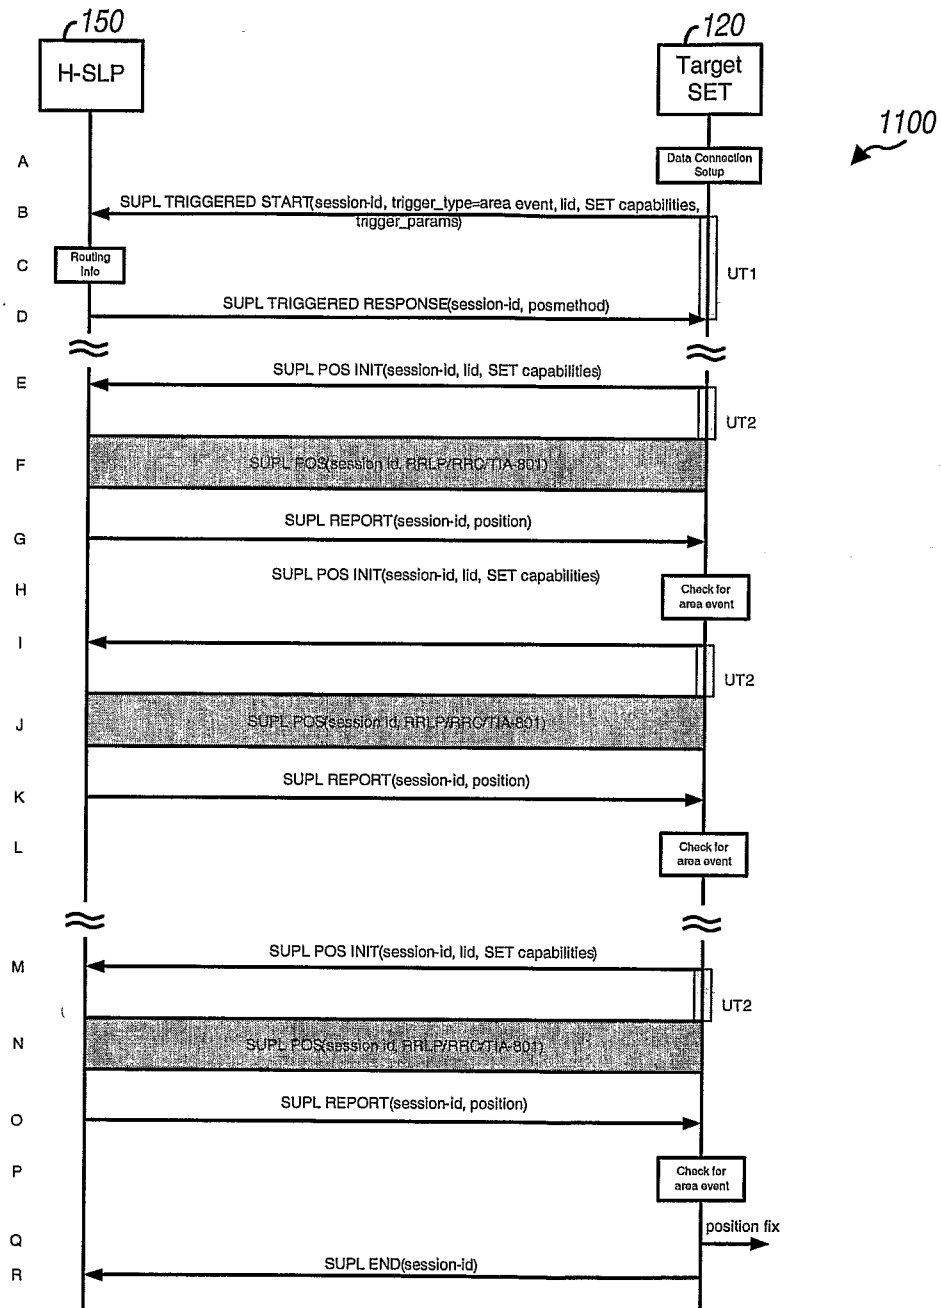 150
120
H-SLP
Target
SET
1100
A
Data Connection
Setup
B
SUPL TRIGGERED START(session-id, trigger_type=area event, lid, SET capabilities,
trigger_params)
C
Routing
Info
UT1
D
SUPL TRIGGERED RESPONSE(session-id, posmethod)
E
SUPL POS INIT(session-id, lid, SET capabilities)
UT2
F
SUPL POS(session id, RRLP/RRC/TIA-801)
G
SUPL REPORT(session-id, position)
H
SUPL POS INIT(session-id, lid, SET capabilities)
Check for
area event
I
UT2
J
SUPL POS(session id, RRLP/RRC/TIA-801)
K
SUPL REPORT(session-id, position)
L
Check for
area event
M
SUPL POS INIT(session-id, lid, SET capabilities)
UT2
N
SUPL POS(session id, RRLP/RRC/TIA-801)
O
SUPL REPORT(session-id, position)
P
Check for
area event
Q
position fix
R
SUPL END(session-id)